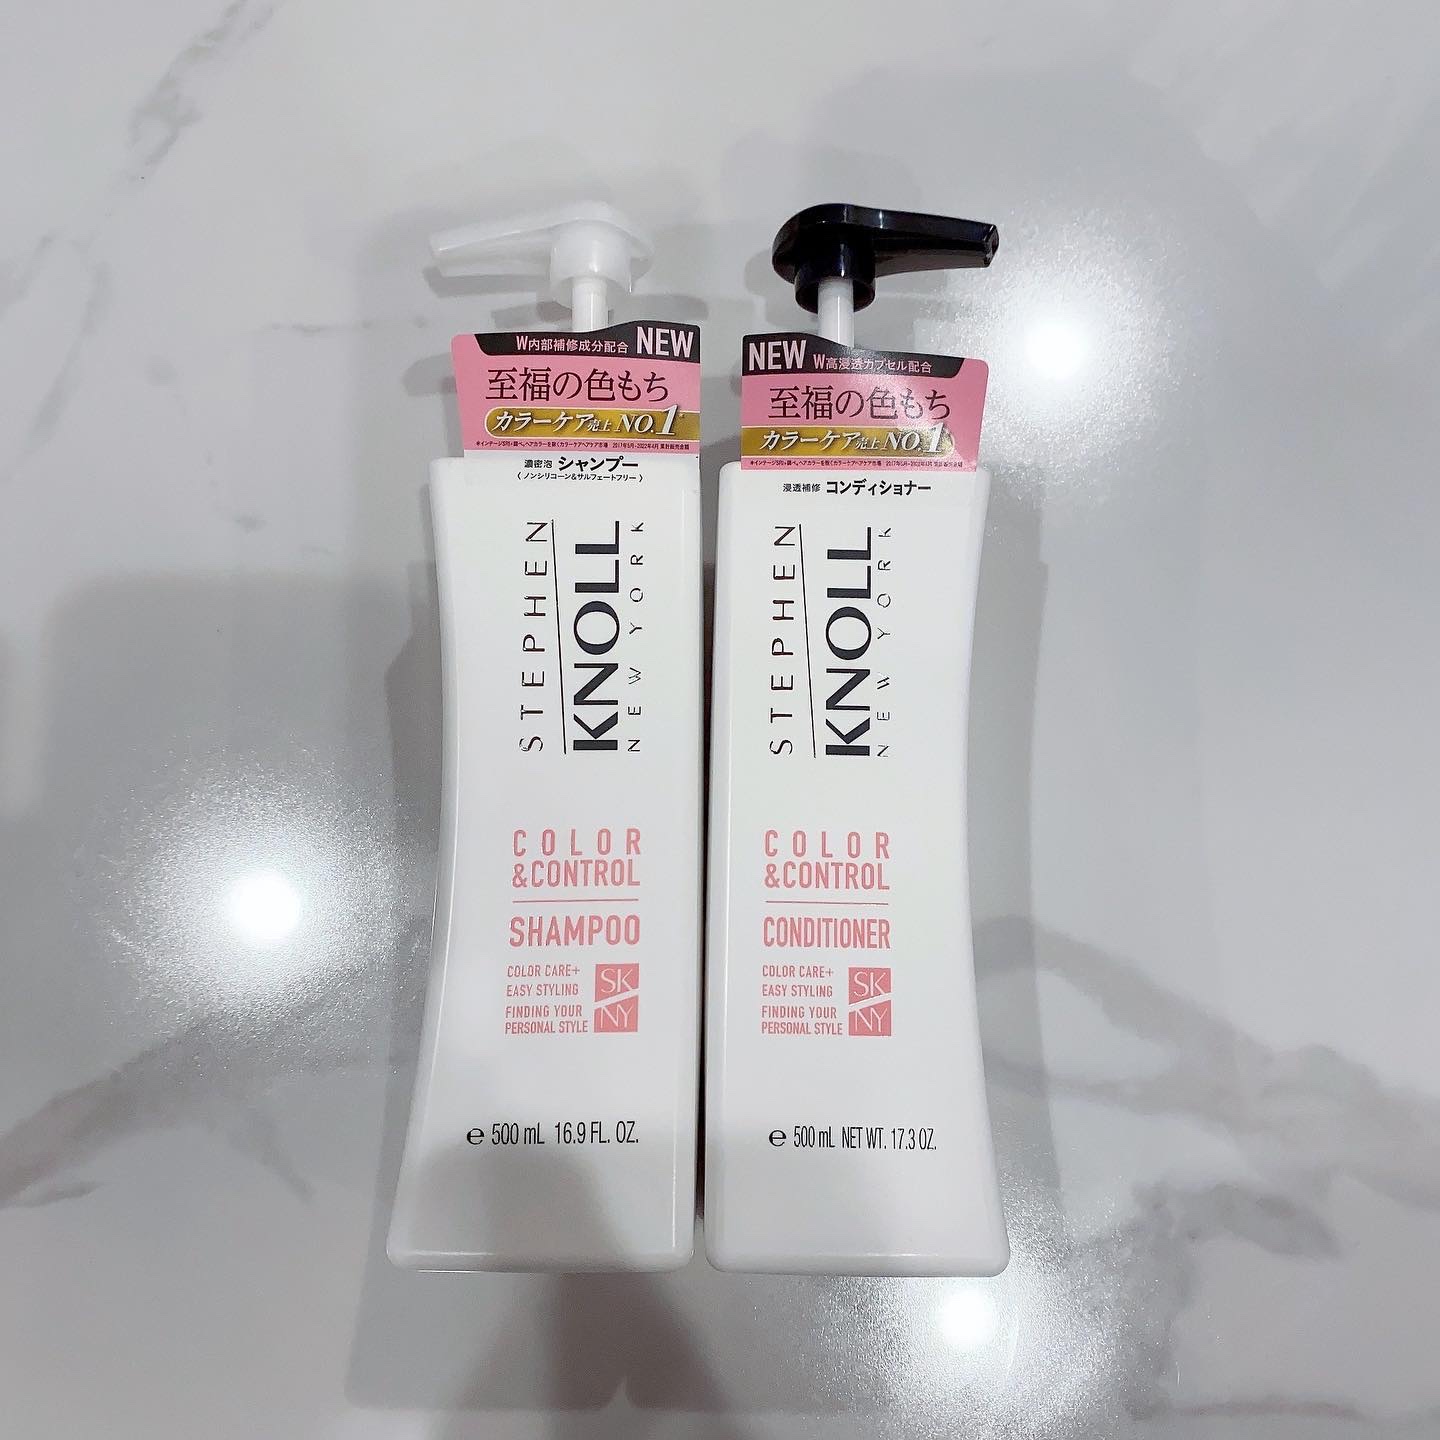 W内部補修成分配合 NEW
至福の色もち
カラーケア売上 NO.1*
濃密泡 シャンプー
(ノンシリコーン&サルフェートフリー)
STEPHEN
KNOLL
NEW YORK
COLOR
&CONTROL
SHAMPOO
COLOR CARE+
EASY STYLING
FINDING YOUR
PERSONAL STYLE
SK
NY
e 500 mL 16.9 FL. OZ.
NEW W高浸透カプセル配合
至福の色もち
カラーケア売上 NO.1*
浸透補修 コンディショナー
STEPHEN
KNOLL
NEW YORK
COLOR
&CONTROL
CONDITIONER
COLOR CARE+
EASY STYLING
FINDING YOUR
PERSONAL STYLE
SK
NY
e 500 mL NET WT. 17.3 OZ.